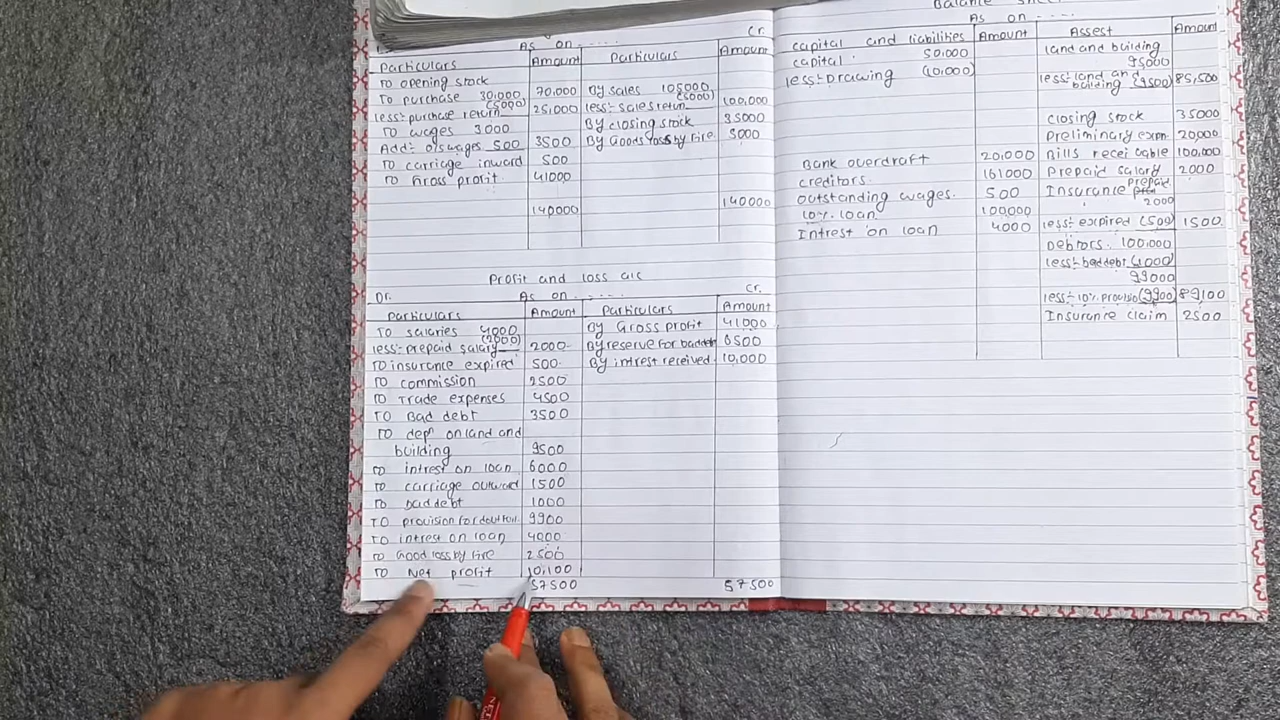 As on .....
Cr.
Particulars Amount Particulars Amount
To opening stock 70,000 By sales 105000
To purchase 30,000 less:- sales return (5000) 100,000
less:- purchase return (5000) 25,000 By closing stock 35000
To wages 3000 By Goods loss by fire. 5000
Add:- o/s wages 500 3500
To carriage inward 500
To Gross profit 41000
140000 140000
Profit and loss a/c
Dr. As on ..... Cr.
Particulars Amount Particulars Amount
To salaries 4000 By Gross profit 41000
less:- prepaid salary (2000) 2000 By reserve for baddebt 6500
To insurance expired 500 By intrest received 10,000
To commission 2500
To Trade expenses 4500
To Bad debt 3500
To depn on land and
building 9500
To intrest on loan 6000
To carriage outward 1500
To bad debt 1000
To provision for doubtful. 9900
To intrest on loan 4000
To Good loss by fire 2500
To Net profit 10,100
57500 57500
Balance sheet
As on .....
capital and liabilities Amount Assest Amount
capital. 50,000 land and building
less:- Drawing (10,000) 95000
less:- land and
building (9500) 85,500
closing stock 35000
Preliminary expn. 20,000
Bank overdraft 20,000 Bills receivable 100,000
creditors. 161000 Prepaid salary 2000
outstanding wages. 500 Insurance prepaid
10% loan 100,000 2000
Intrest on loan 4000 less:- expired (500) 1500
Debtors. 100,000
less:- bad debt (1000)
99000
less:- 10% provisio (9900) 89,100
Insurance claim 2500